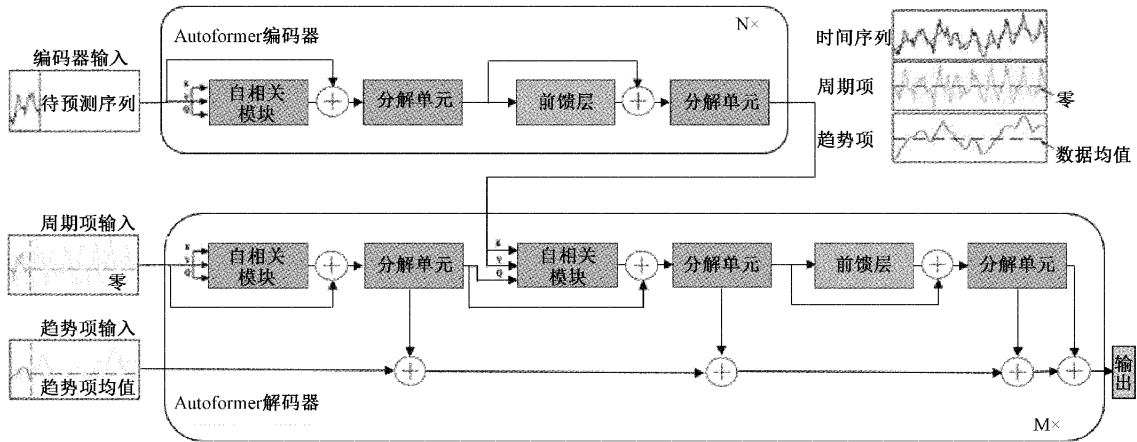 Autoformer编码器
N×
编码器输入
待预测序列
K
V
Q
自相关
模块
分解单元
前馈层
分解单元
时间序列
周期项
零
趋势项
数据均值
周期项输入
零
K
V
Q
自相关
模块
分解单元
K
V
Q
自相关
模块
分解单元
前馈层
分解单元
趋势项输入
趋势项均值
Autoformer解码器
M×
输出